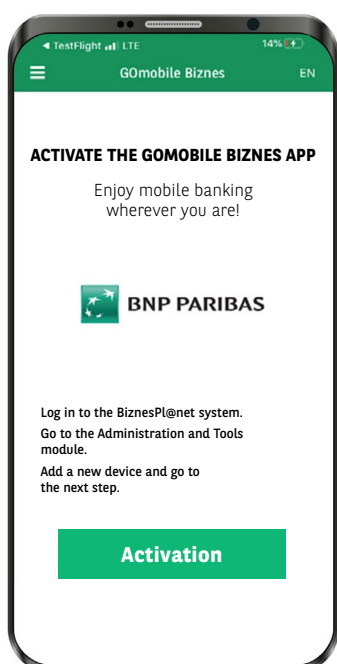 TestFlight LTE 14%
GOmobile Biznes EN
ACTIVATE THE GOMOBILE BIZNES APP
Enjoy mobile banking
wherever you are!
BNP PARIBAS
Log in to the BiznesPl@net system.
Go to the Administration and Tools
module.
Add a new device and go to
the next step.
Activation